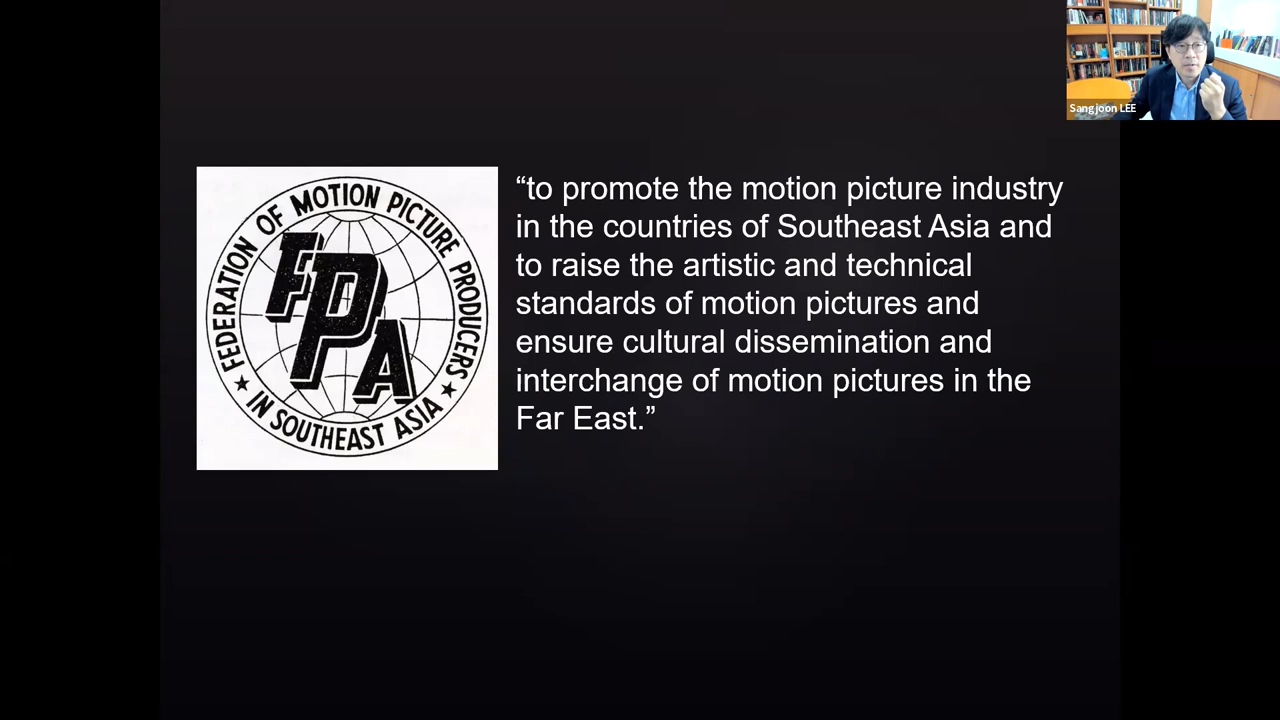 Sangjoon LEE
FEDERATION OF MOTION PICTURE PRODUCERS
FPA
★ IN SOUTHEAST ASIA ★
“to promote the motion picture industry
in the countries of Southeast Asia and
to raise the artistic and technical
standards of motion pictures and
ensure cultural dissemination and
interchange of motion pictures in the
Far East.”